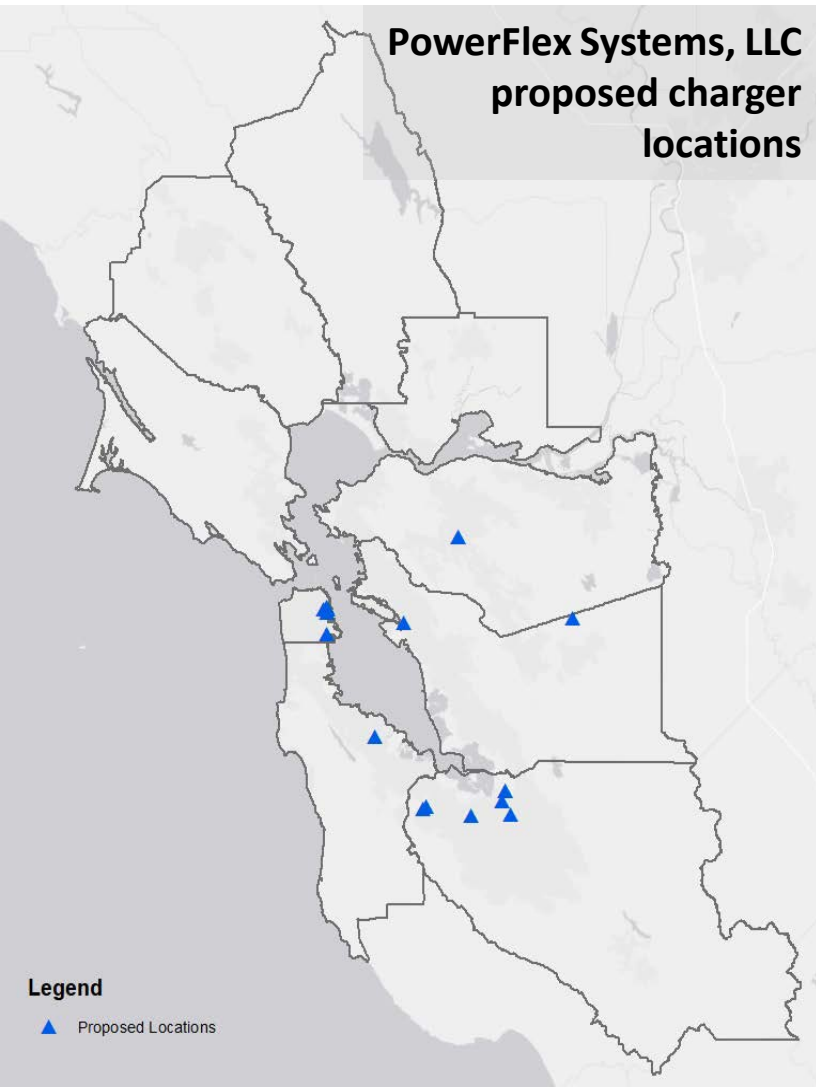 PowerFlex Systems, LLC
proposed charger
locations
Legend
Proposed Locations